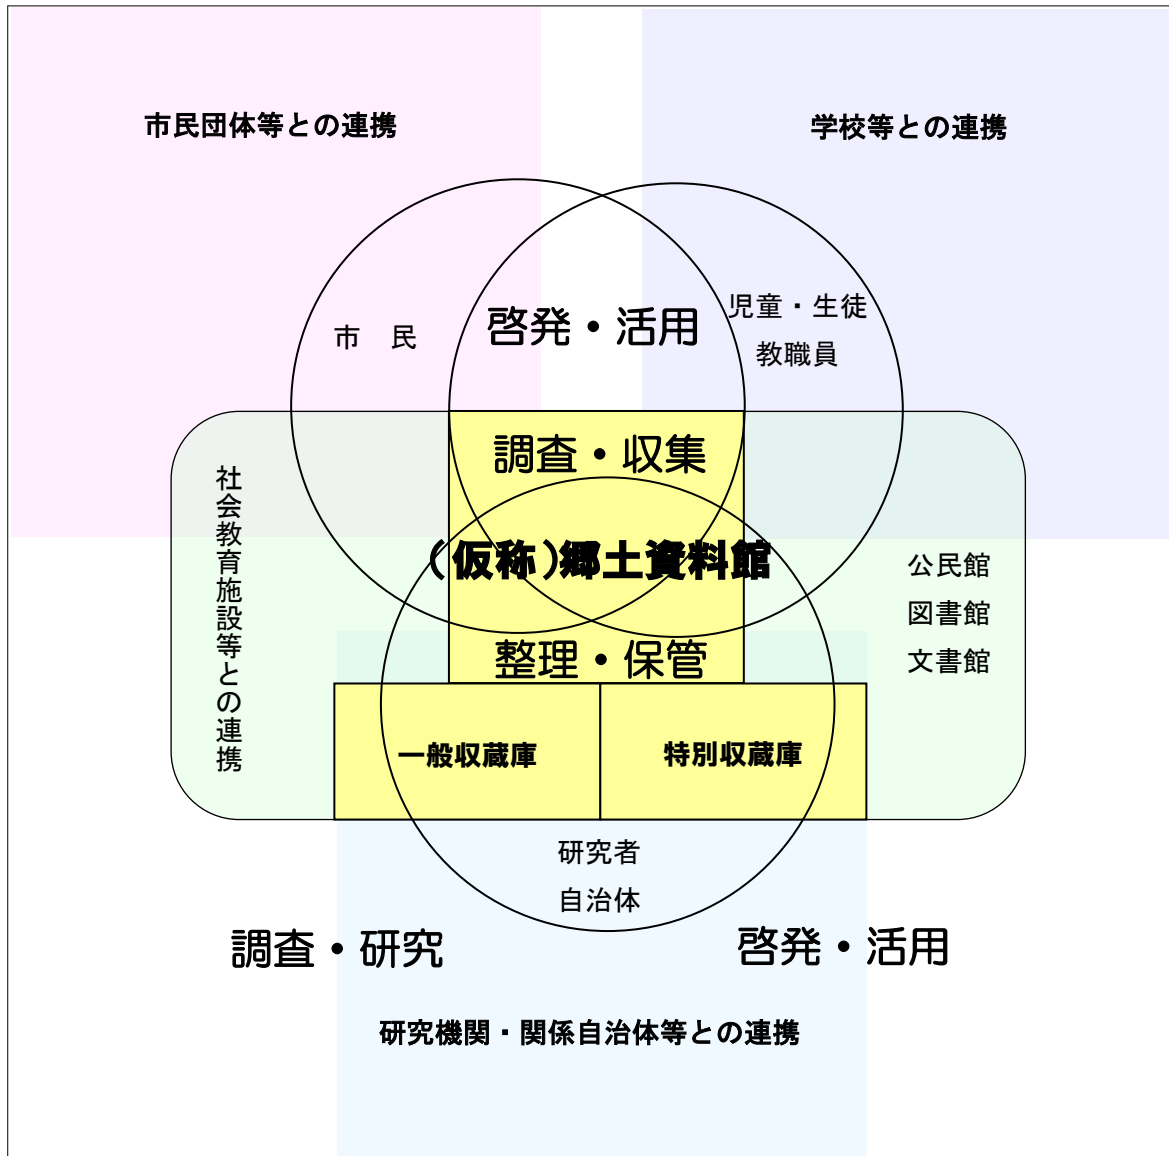 市民団体等との連携
学校等との連携
市　民
啓発・活用
児童・生徒
教職員
調査・収集
社会教育施設等との連携
（仮称）郷土資料館
公民館
図書館
文書館
整理・保管
一般収蔵庫
特別収蔵庫
研究者
自治体
調査・研究
啓発・活用
研究機関・関係自治体等との連携